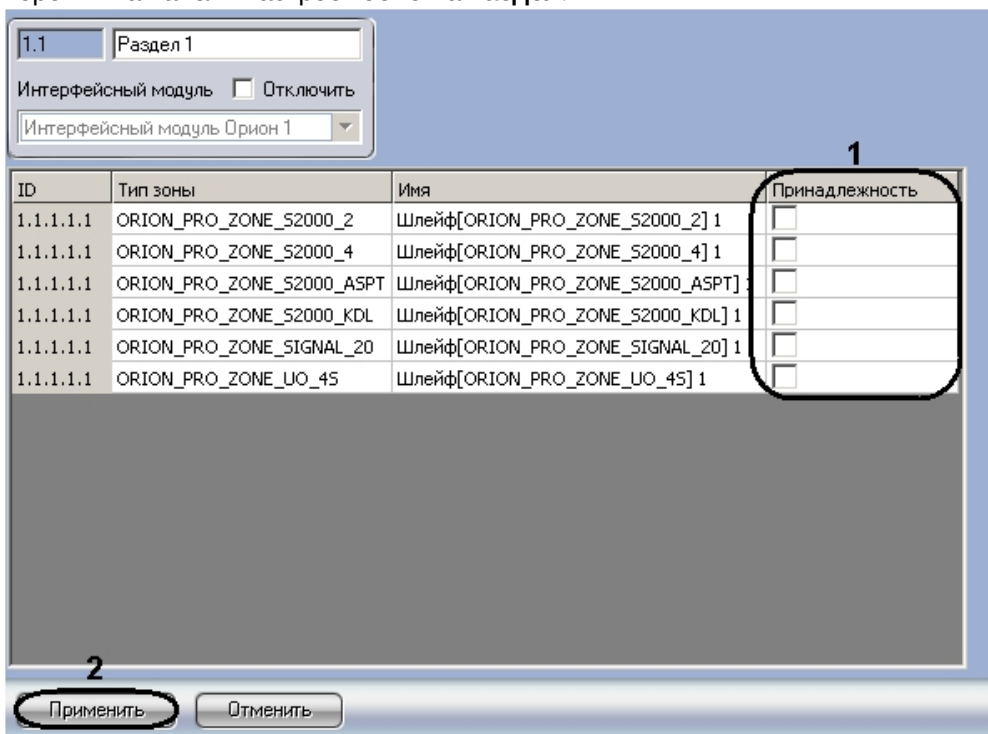 1.1 Раздел 1
Интерфейсный модуль Отключить
Интерфейсный модуль Орион 1
1
ID Тип зоны Имя Принадлежность
1.1.1.1.1 ORION_PRO_ZONE_S2000_2 Шлейф[ORION_PRO_ZONE_S2000_2] 1
1.1.1.1.1 ORION_PRO_ZONE_S2000_4 Шлейф[ORION_PRO_ZONE_S2000_4] 1
1.1.1.1.1 ORION_PRO_ZONE_S2000_ASPT Шлейф[ORION_PRO_ZONE_S2000_ASPT] 1
1.1.1.1.1 ORION_PRO_ZONE_S2000_KDL Шлейф[ORION_PRO_ZONE_S2000_KDL] 1
1.1.1.1.1 ORION_PRO_ZONE_SIGNAL_20 Шлейф[ORION_PRO_ZONE_SIGNAL_20] 1
1.1.1.1.1 ORION_PRO_ZONE_UO_4S Шлейф[ORION_PRO_ZONE_UO_4S] 1
2
Применить Отменить